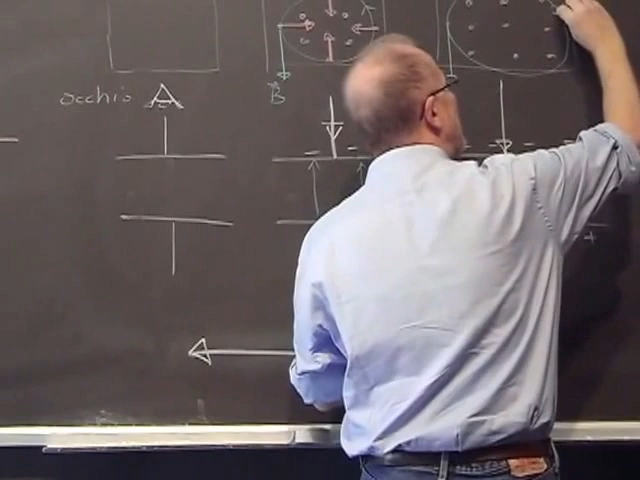 B
occhio
- -
- - -
+